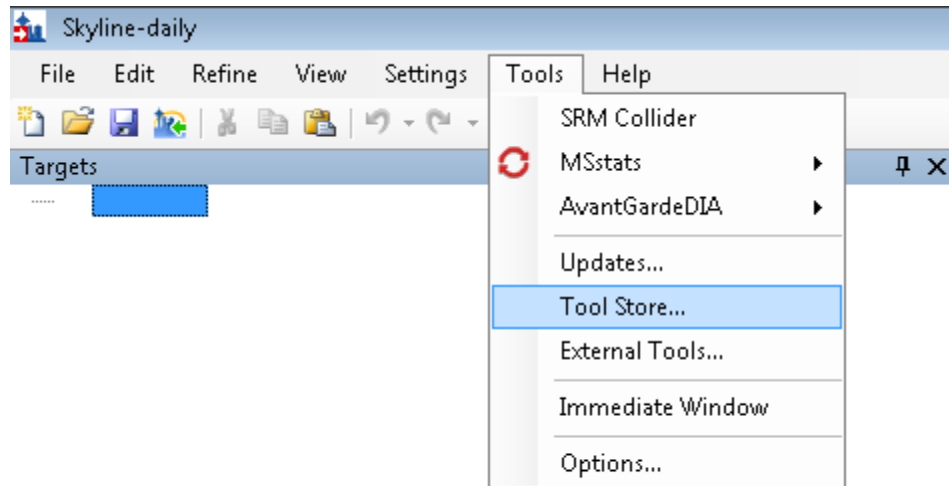 Skyline-daily
File Edit Refine View Settings Tools Help
SRM Collider
Targets
MSstats
AvantGardeDIA
Updates...
Tool Store...
External Tools...
Immediate Window
Options...